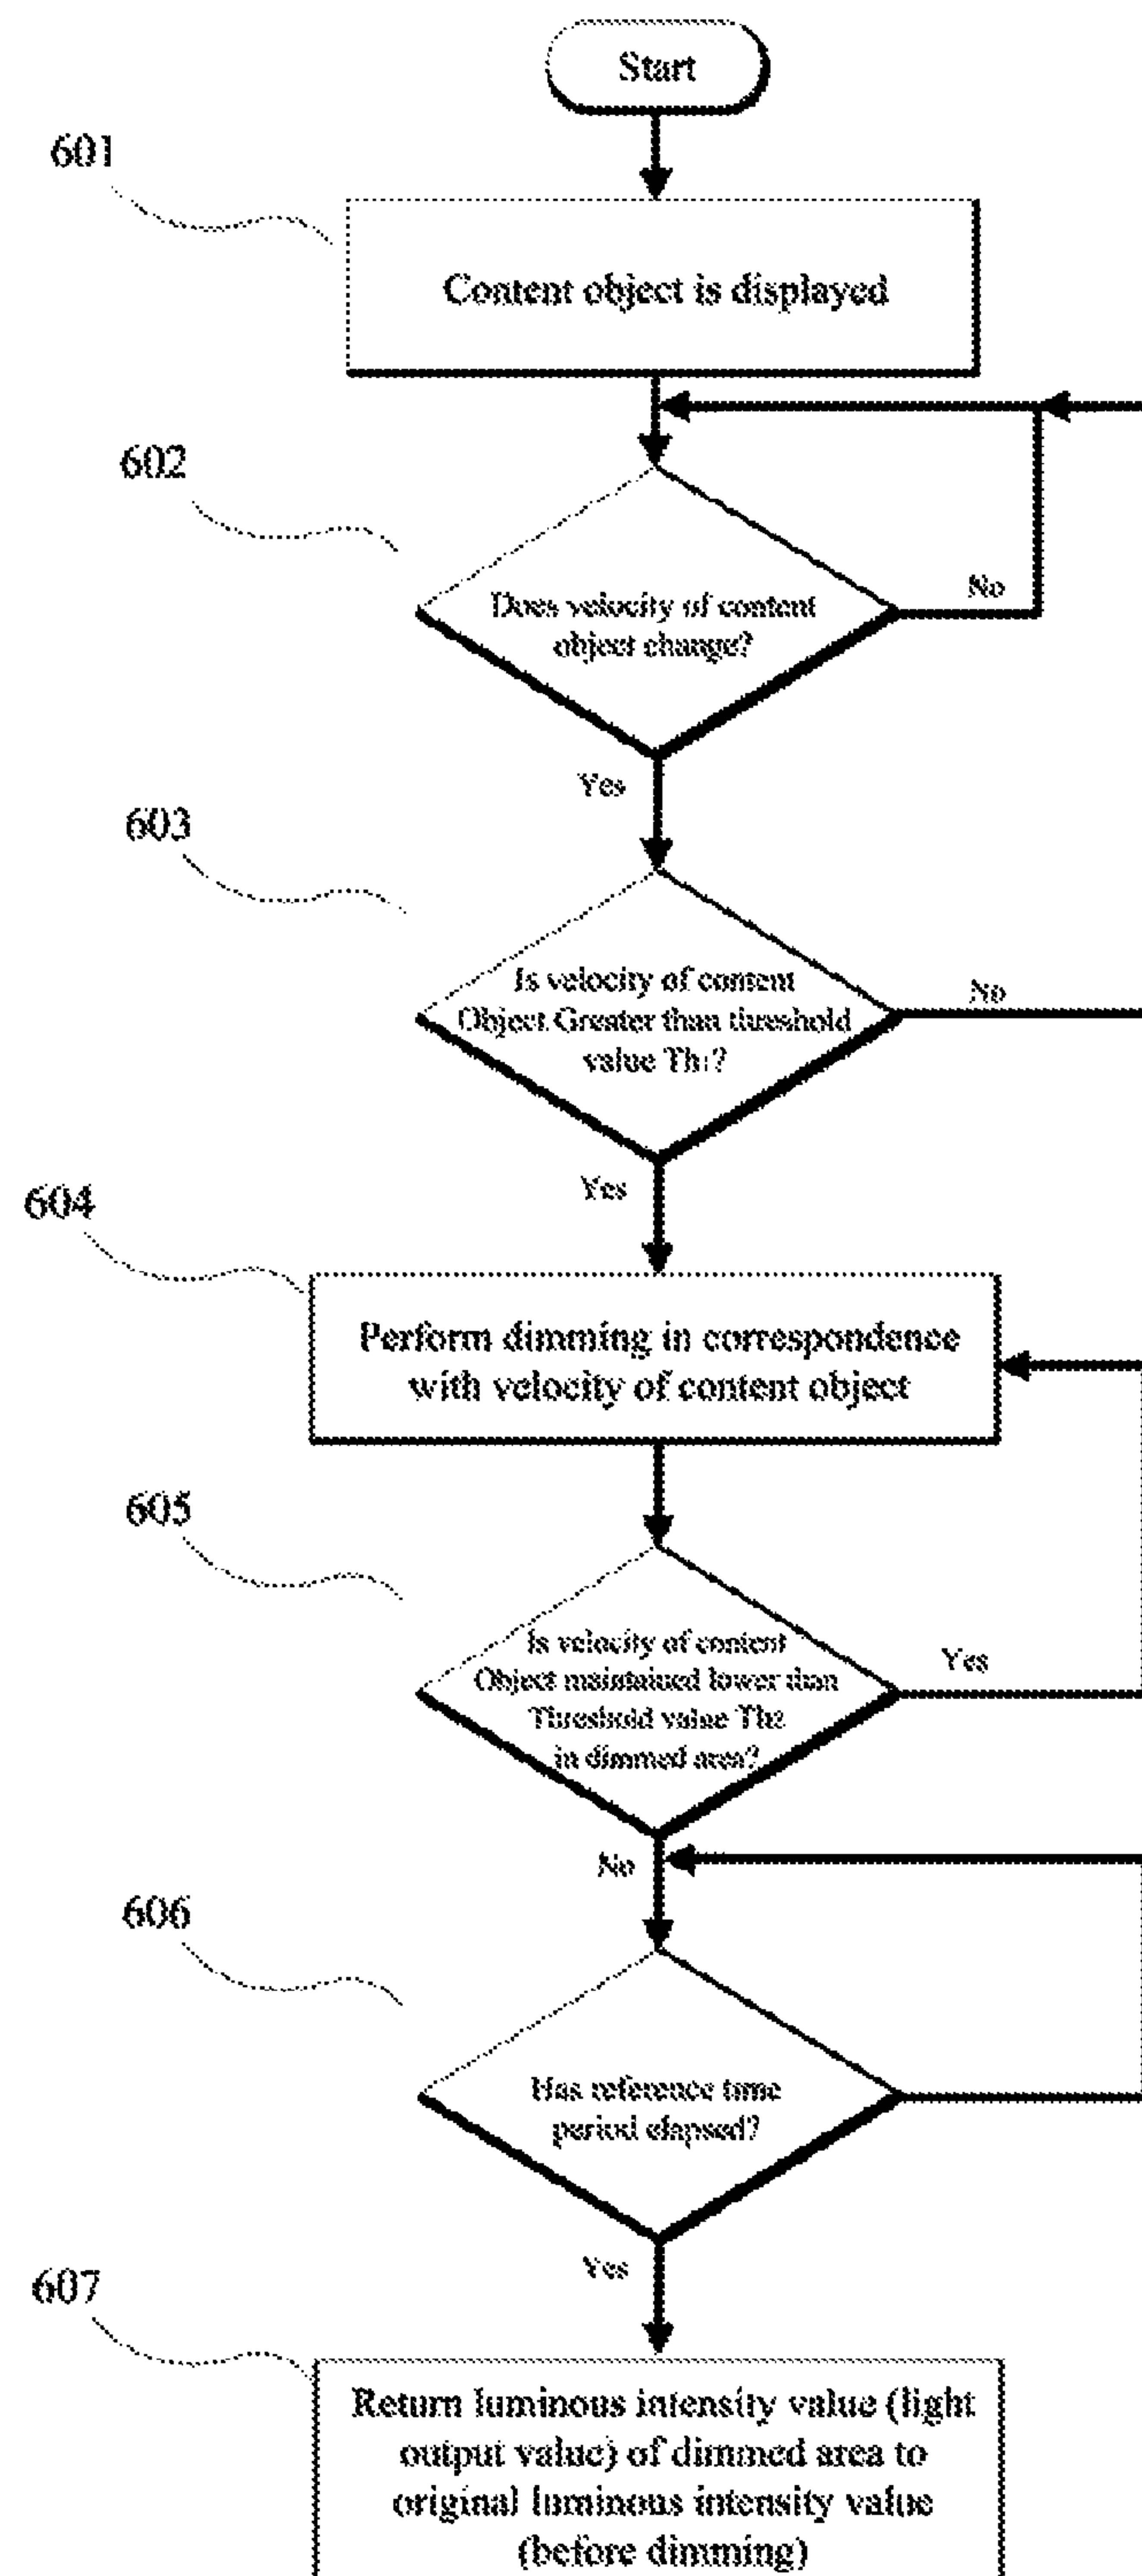 Start
601
Content object is displayed
602
Does velocity of content
object change?
No
Yes
603
Is velocity of content
Object Greater than threshold
value Th1?
No
Yes
604
Perform dimming in correspondence
with velocity of content object
605
Is velocity of content
Object maintained lower than
Threshold value Th2
in dimmed area?
Yes
No
606
Has reference time
period elapsed?
Yes
607
Return luminous intensity value (light
output value) of dimmed area to
original luminous intensity value
(before dimming)